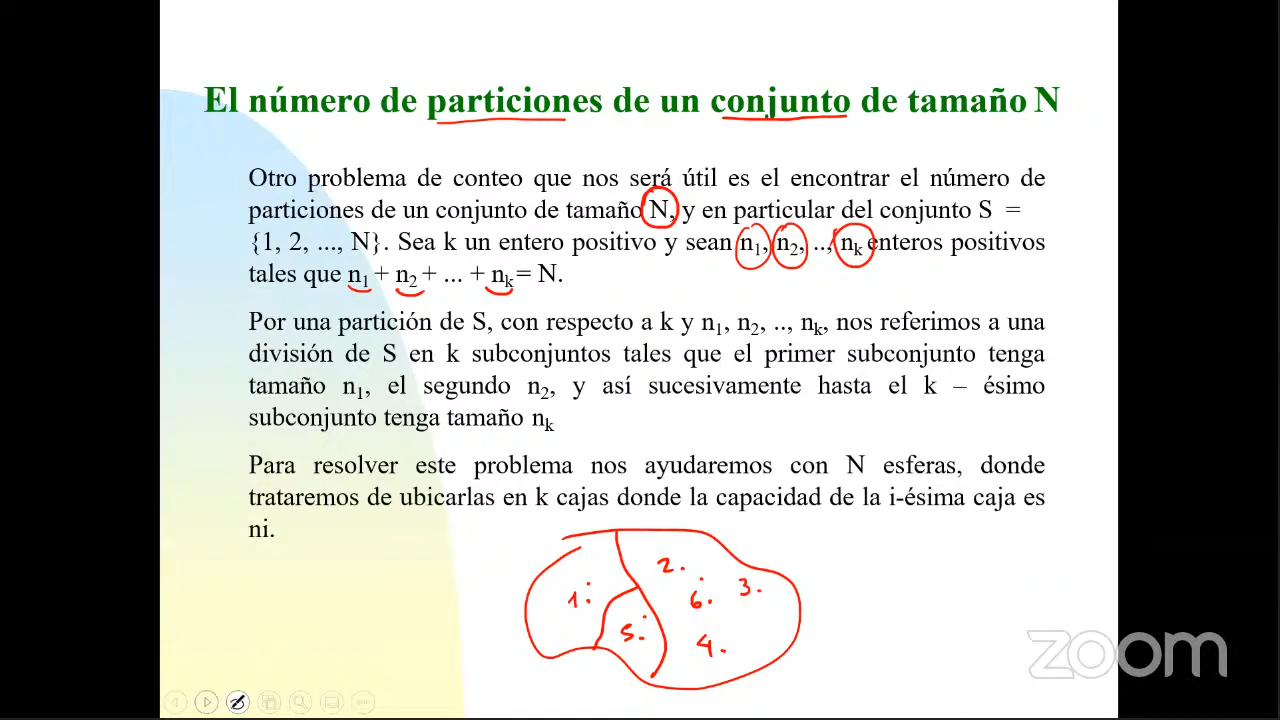 El número de particiones de un conjunto de tamaño N
Otro problema de conteo que nos será útil es el encontrar el número de
particiones de un conjunto de tamaño N, y en particular del conjunto S =
{1, 2, ..., N}. Sea k un entero positivo y sean n₁, n₂, .., nₖ enteros positivos
tales que n₁ + n₂ + ... + nₖ = N.
Por una partición de S, con respecto a k y n₁, n₂, .., nₖ, nos referimos a una
división de S en k subconjuntos tales que el primer subconjunto tenga
tamaño n₁, el segundo n₂, y así sucesivamente hasta el k – ésimo
subconjunto tenga tamaño nₖ
Para resolver este problema nos ayudaremos con N esferas, donde
trataremos de ubicarlas en k cajas donde la capacidad de la i-ésima caja es
ni.
2.
1. 6. 3.
5. 4.
zoom